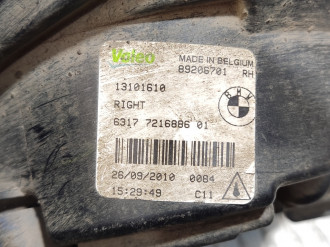 Valeo
MADE IN BELGIUM
89206701 RH
13101610
RIGHT
BMW
6317 7216886 01
26/09/2010 0084
15:29:49 C11